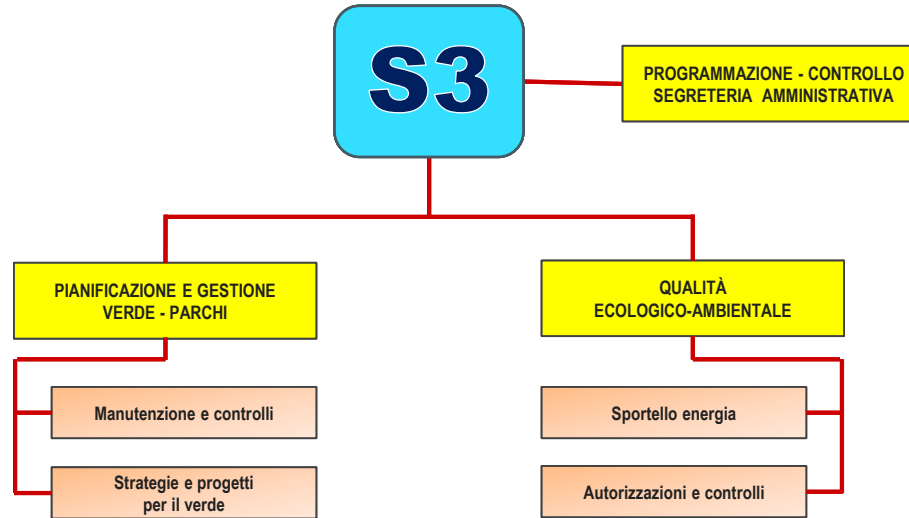 S3
PROGRAMMAZIONE - CONTROLLO
SEGRETERIA AMMINISTRATIVA
PIANIFICAZIONE E GESTIONE
VERDE - PARCHI
QUALITÀ
ECOLOGICO-AMBIENTALE
Manutenzione e controlli
Sportello energia
Strategie e progetti
per il verde
Autorizzazioni e controlli